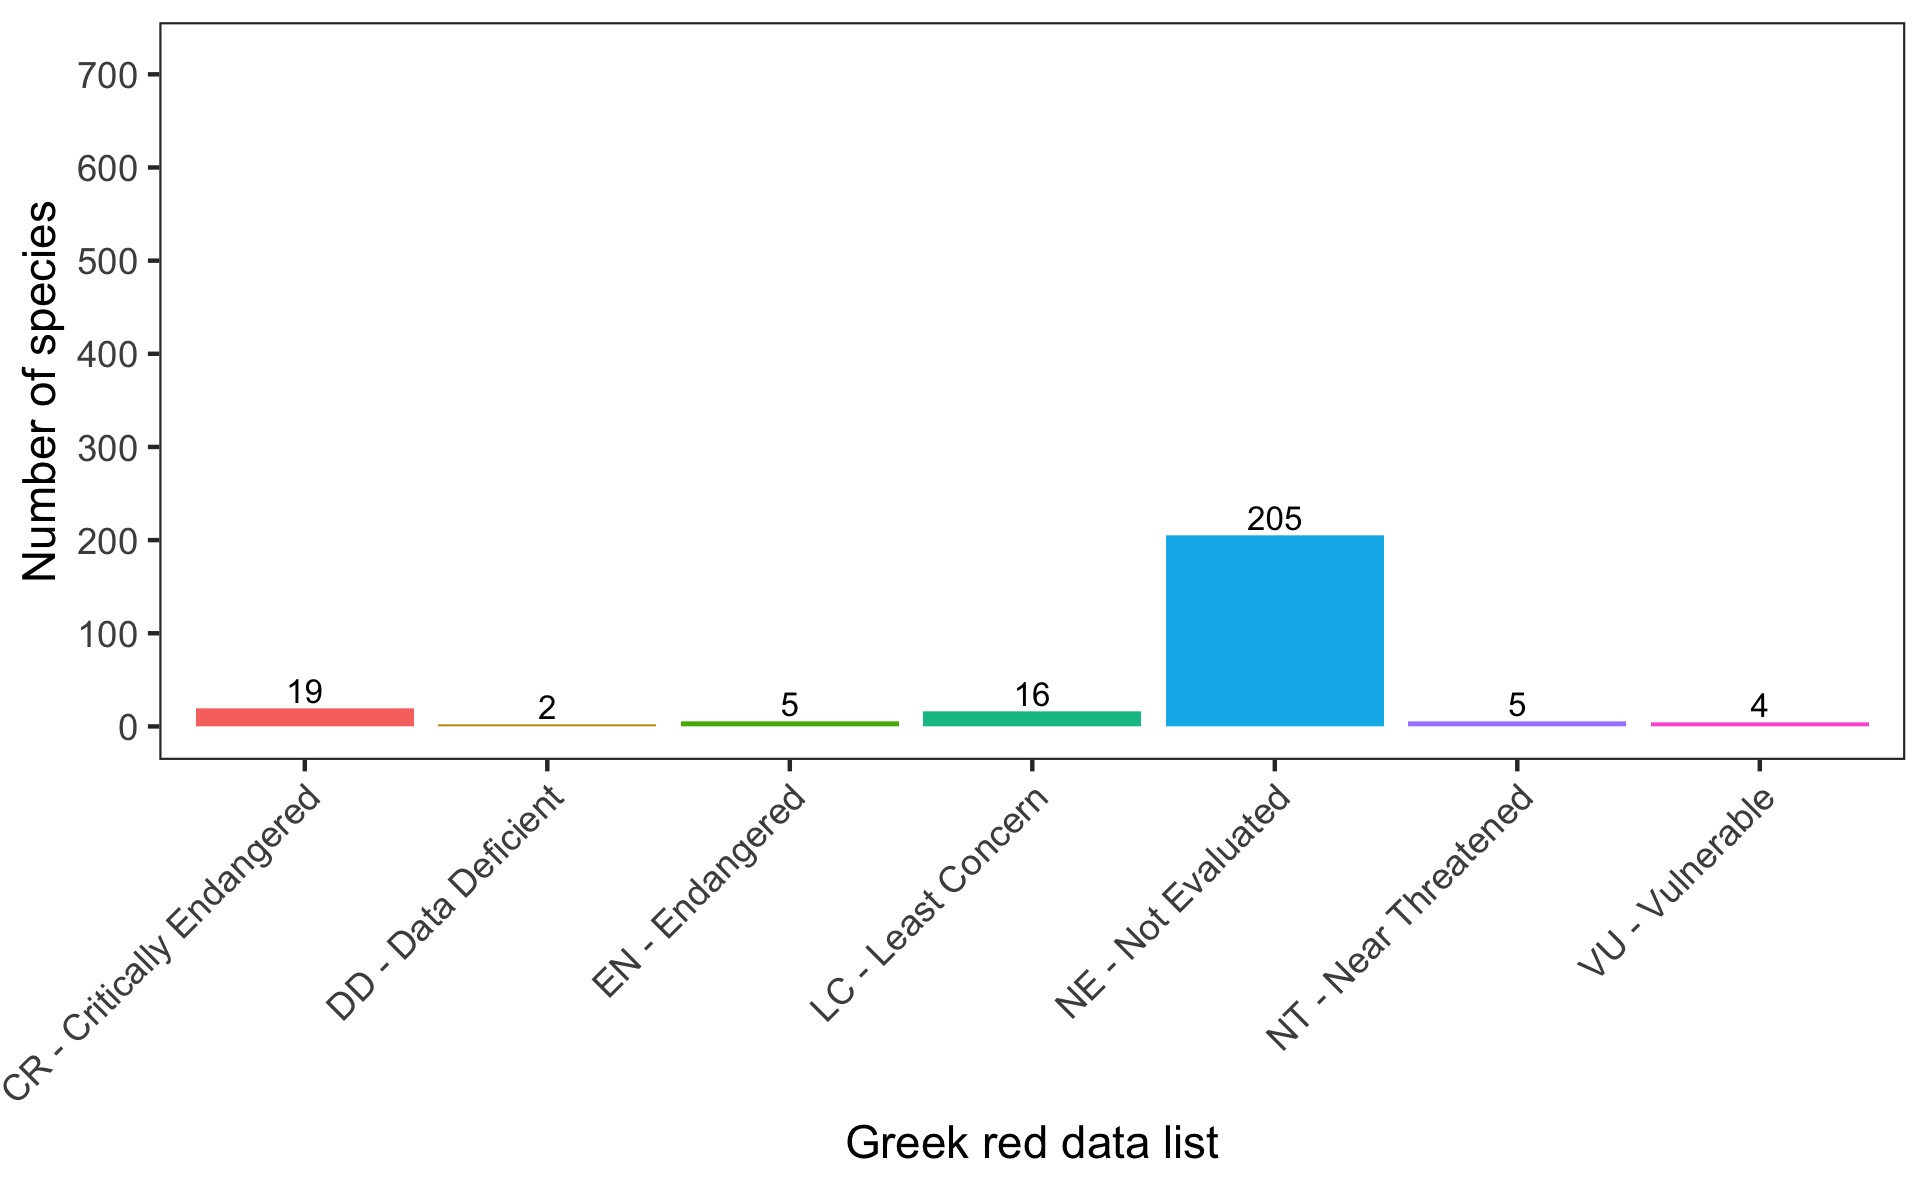 Number of species
700
600
500
400
300
200
100
0
19
2
5
16
205
5
4
CR - Critically Endangered
DD - Data Deficient
EN - Endangered
LC - Least Concern
NE - Not Evaluated
NT - Near Threatened
VU - Vulnerable
Greek red data list